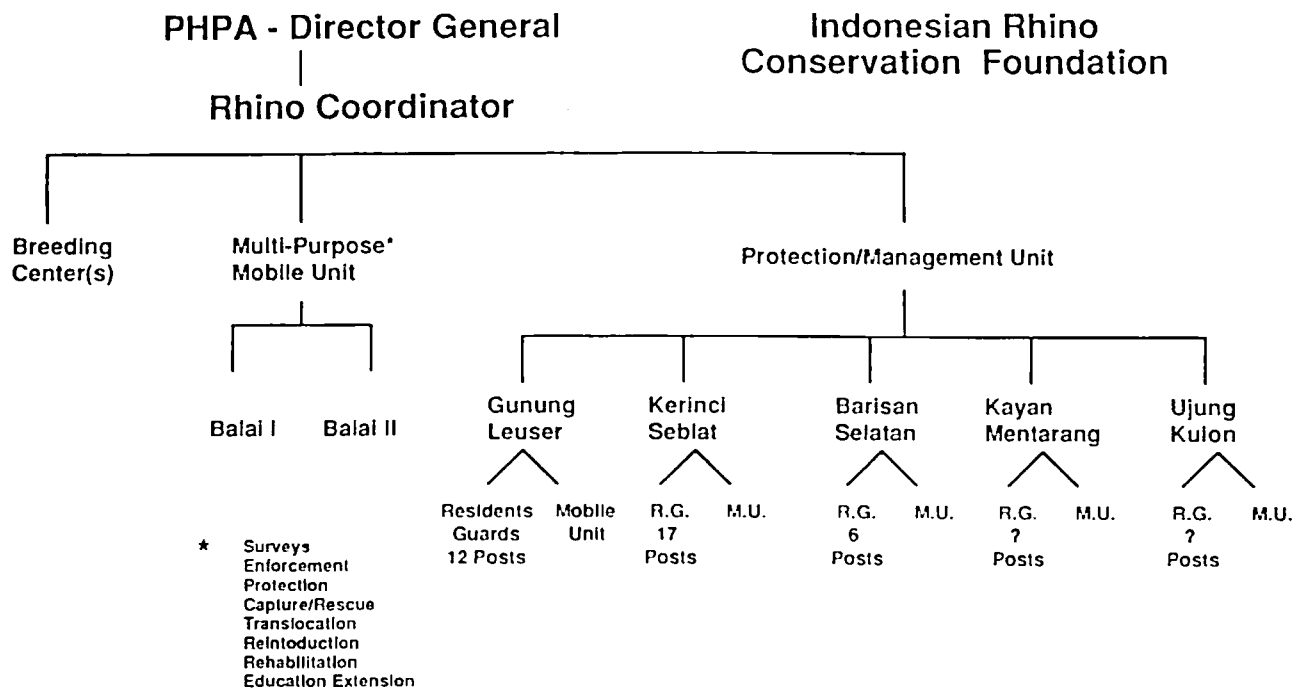 PHPA - Director General
Indonesian Rhino
Conservation Foundation
Rhino Coordinator
Breeding
Center(s)
Multi-Purpose*
Mobile Unit
Protection/Management Unit
Balai I
Balai II
Gunung
Leuser
Kerinci
Seblat
Barisan
Selatan
Kayan
Mentarang
Ujung
Kulon
Residents
Guards
12 Posts
Mobile
Unit
R.G.
17
Posts
M.U.
R.G.
6
Posts
M.U.
R.G.
?
Posts
M.U.
R.G.
?
Posts
M.U.
* Surveys
Enforcement
Protection
Capture/Rescue
Translocation
Reintoduction
Rehabilitation
Education Extension